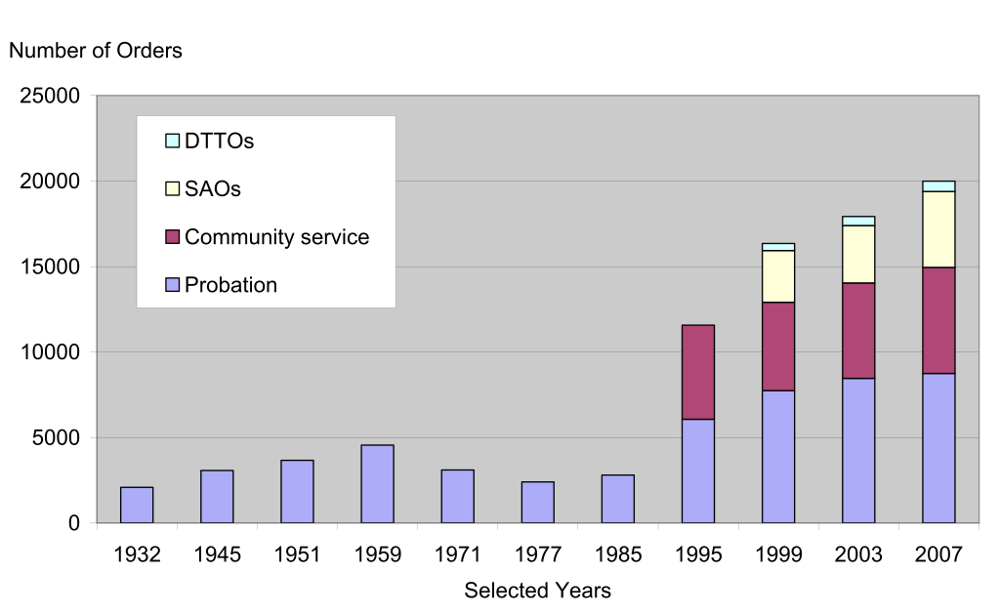 Number of Orders
25000
20000
15000
10000
5000
0
DTTOs
SAOs
Community service
Probation
1932 1945 1951 1959 1971 1977 1985 1995 1999 2003 2007
Selected Years